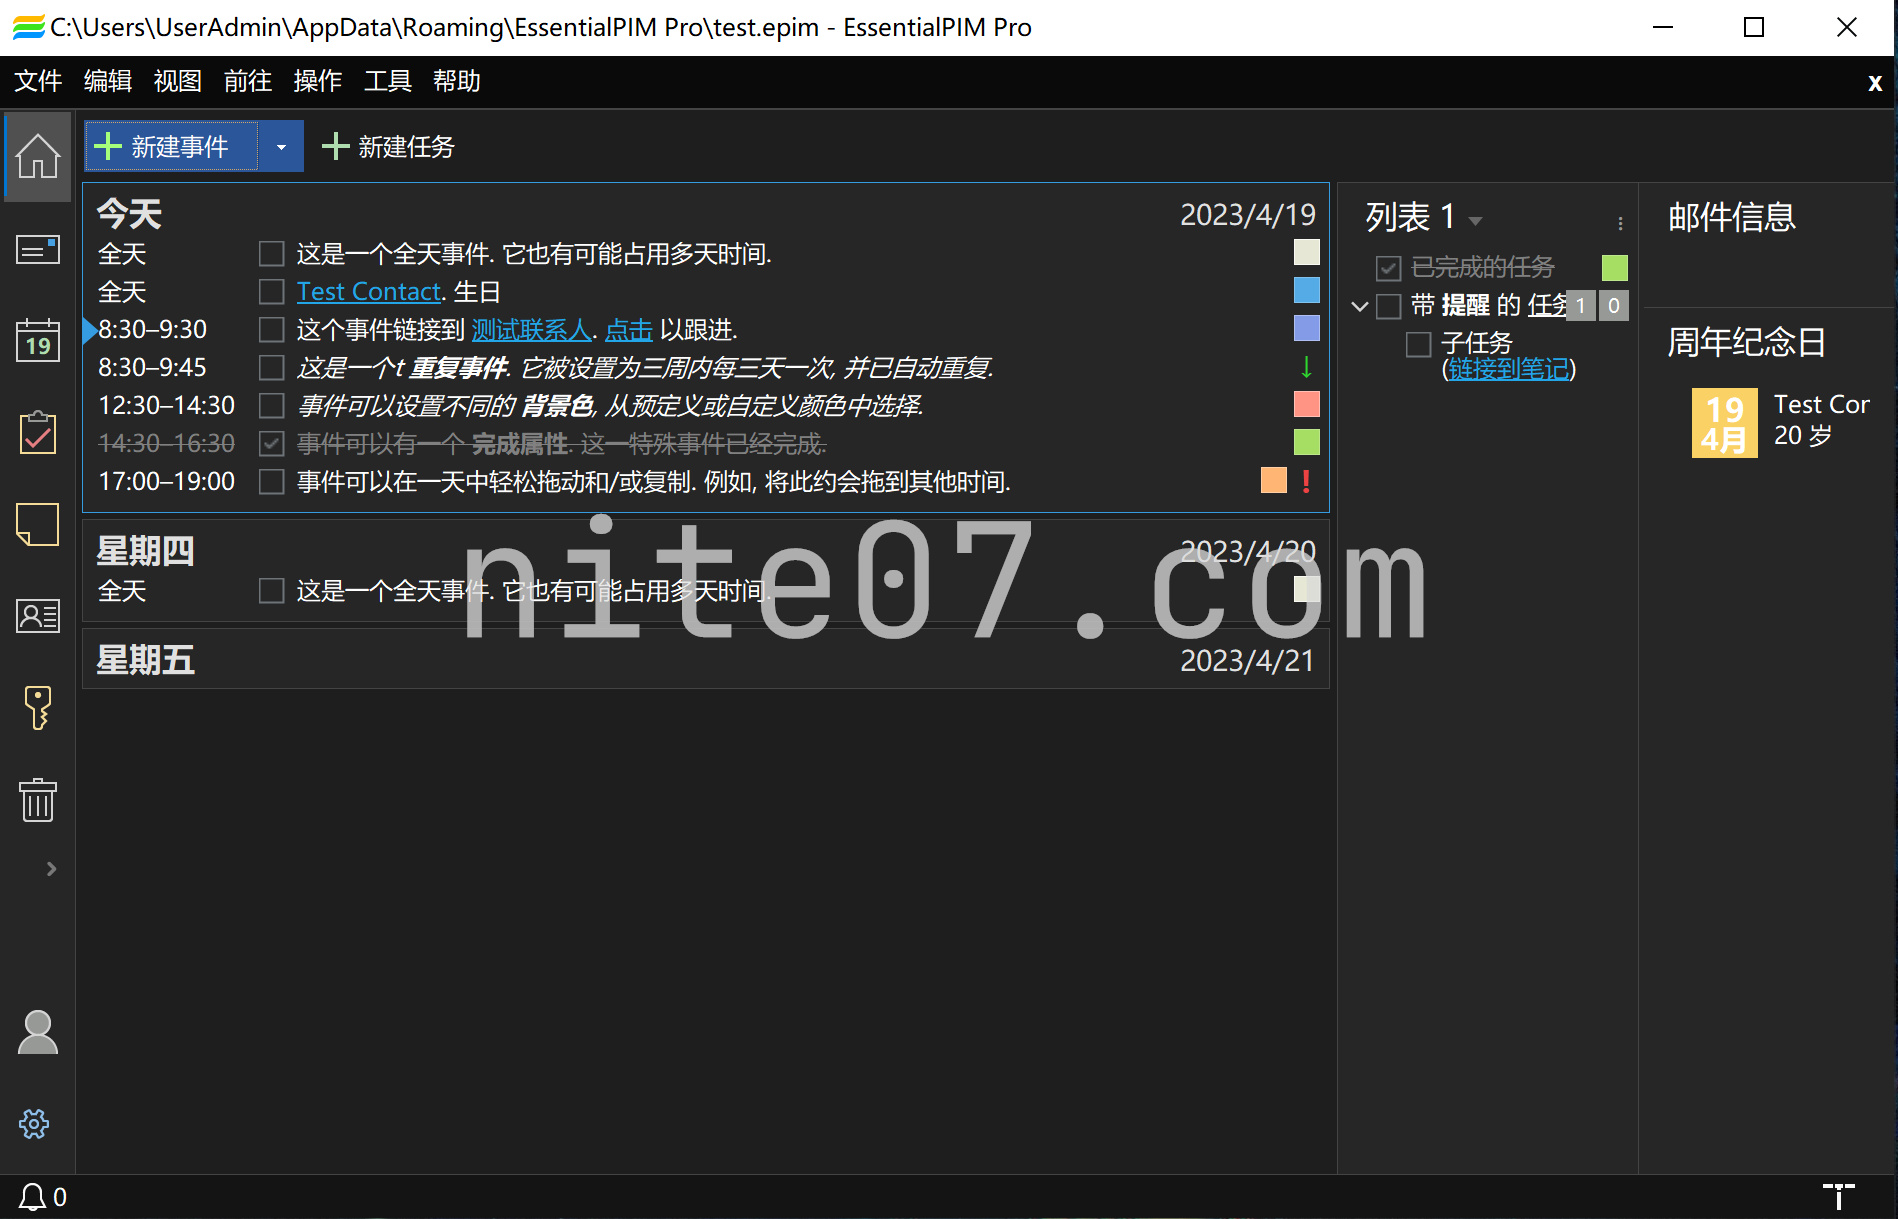 C:\Users\UserAdmin\AppData\Roaming\EssentialPIM Pro\test.epim - EssentialPIM Pro
文件 编辑 视图 前往 操作 工具 帮助 x
新建事件 新建任务
今天 2023/4/19
全天 这是一个全天事件. 它也有可能占用多天时间.
全天 Test Contact. 生日
8:30–9:30 这个事件链接到 测试联系人. 点击 以跟进.
8:30–9:45 这是一个t 重复事件. 它被设置为三周内每三天一次, 并已自动重复.
12:30–14:30 事件可以设置不同的 背景色, 从预定义或自定义颜色中选择.
14:30–16:30 事件可以有一个 完成属性. 这一特殊事件已经完成.
17:00–19:00 事件可以在一天中轻松拖动和/或复制. 例如, 将此约会拖到其他时间.
星期四 2023/4/20
全天 这是一个全天事件. 它也有可能占用多天时间.
星期五 2023/4/21
列表 1
已完成的任务
带 提醒 的 任务 1 0
子任务
(链接到笔记)
邮件信息
周年纪念日
19
4月
Test Cor
20 岁
19
0
nite07.com